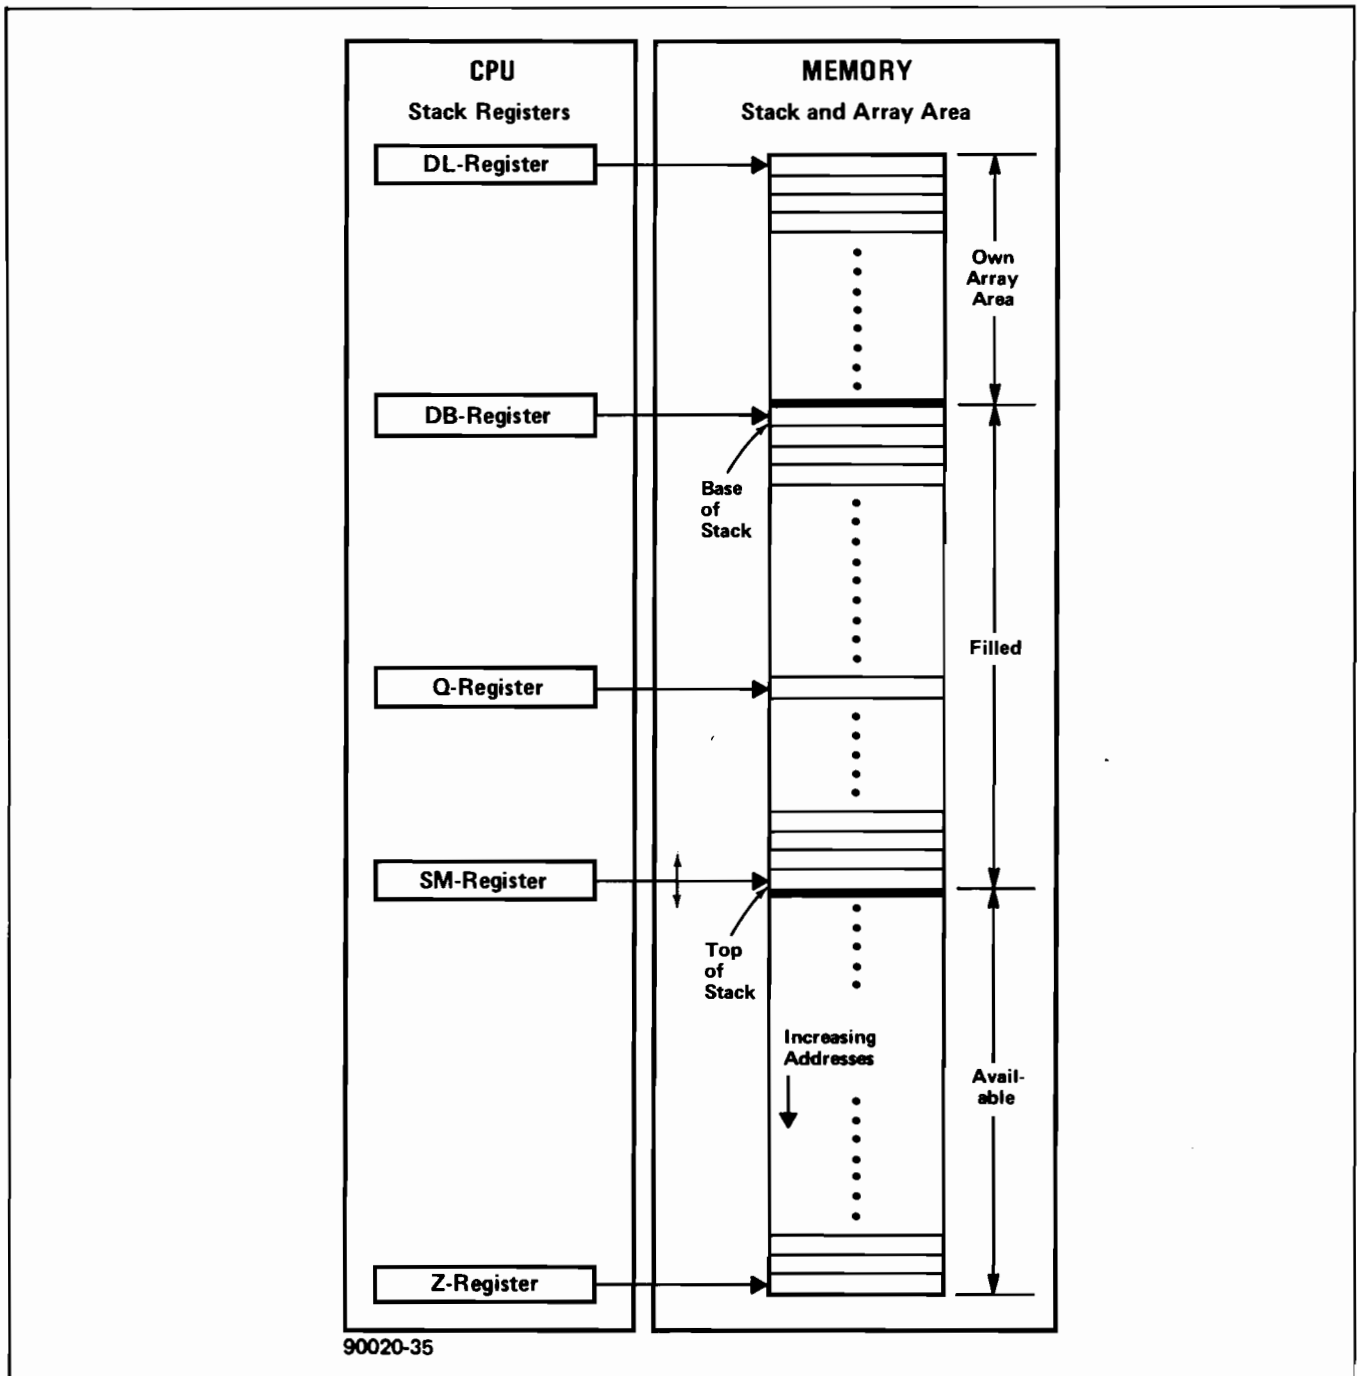 CPU
Stack Registers
DL-Register
DB-Register
Q-Register
SM-Register
Z-Register
MEMORY
Stack and Array Area
Own
Array
Area
Base
of
Stack
Filled
Top
of
Stack
Increasing
Addresses
Avail-
able
90020-35